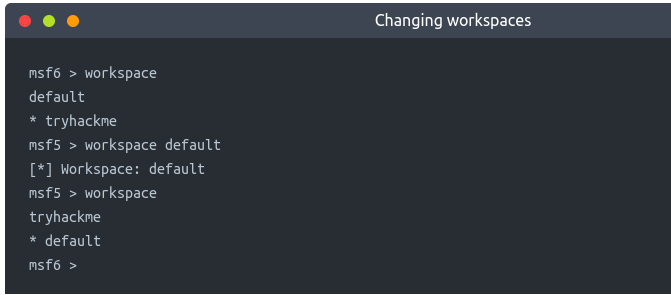 Changing workspaces
msf6 > workspace
default
* tryhackme
msf5 > workspace default
[*] Workspace: default
msf5 > workspace
tryhackme
* default
msf6 >